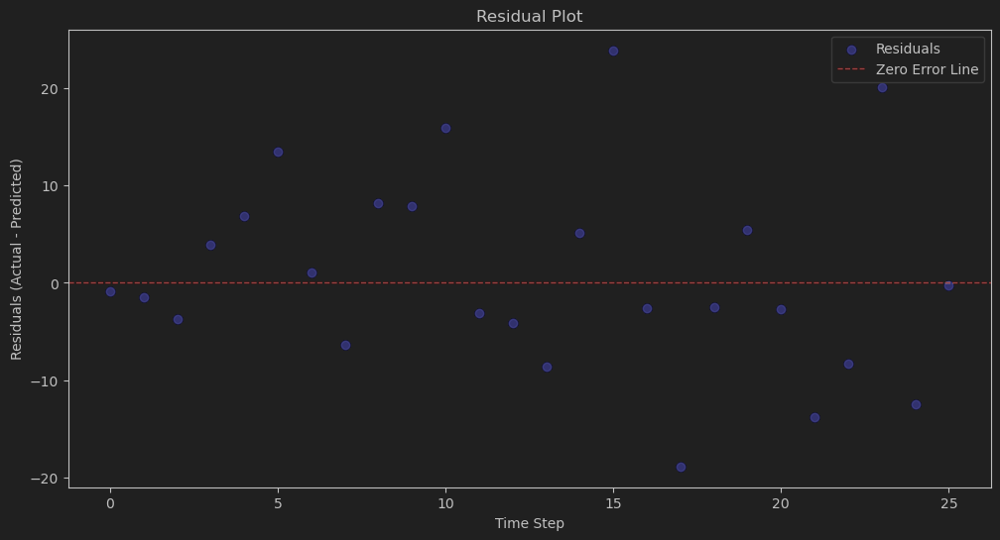 Residual Plot
Residuals
Zero Error Line
Residuals (Actual - Predicted)
20
10
0
−10
−20
0 5 10 15 20 25
Time Step